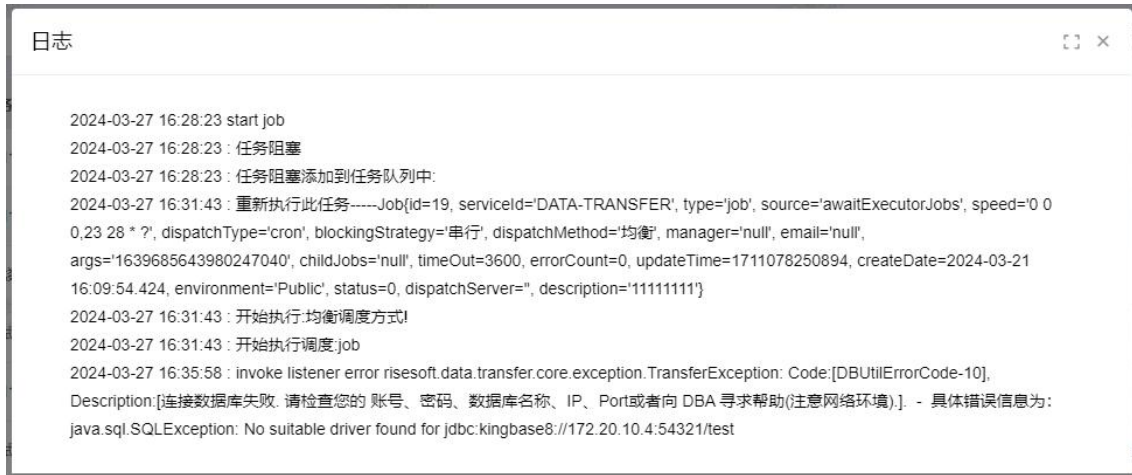 日志
2024-03-27 16:28:23 start job
2024-03-27 16:28:23 : 任务阻塞
2024-03-27 16:28:23 : 任务阻塞添加到任务队列中:
2024-03-27 16:31:43 : 重新执行此任务-----Job{id=19, serviceId='DATA-TRANSFER', type='job', source='awaitExecutorJobs', speed='0 0
0,23 28 * ?', dispatchType='cron', blockingStrategy='串行', dispatchMethod='均衡', manager='null', email='null',
args='1639685643980247040', childJobs='null', timeOut=3600, errorCount=0, updateTime=1711078250894, createDate=2024-03-21
16:09:54.424, environment='Public', status=0, dispatchServer='', description='11111111'}
2024-03-27 16:31:43 : 开始执行:均衡调度方式!
2024-03-27 16:31:43 : 开始执行调度:job
2024-03-27 16:35:58 : invoke listener error risesoft.data.transfer.core.exception.TransferException: Code:[DBUtilErrorCode-10],
Description:[连接数据库失败. 请检查您的 账号、密码、数据库名称、IP、Port或者向 DBA 寻求帮助(注意网络环境).]. - 具体错误信息为：
java.sql.SQLException: No suitable driver found for jdbc:kingbase8://172.20.10.4:54321/test